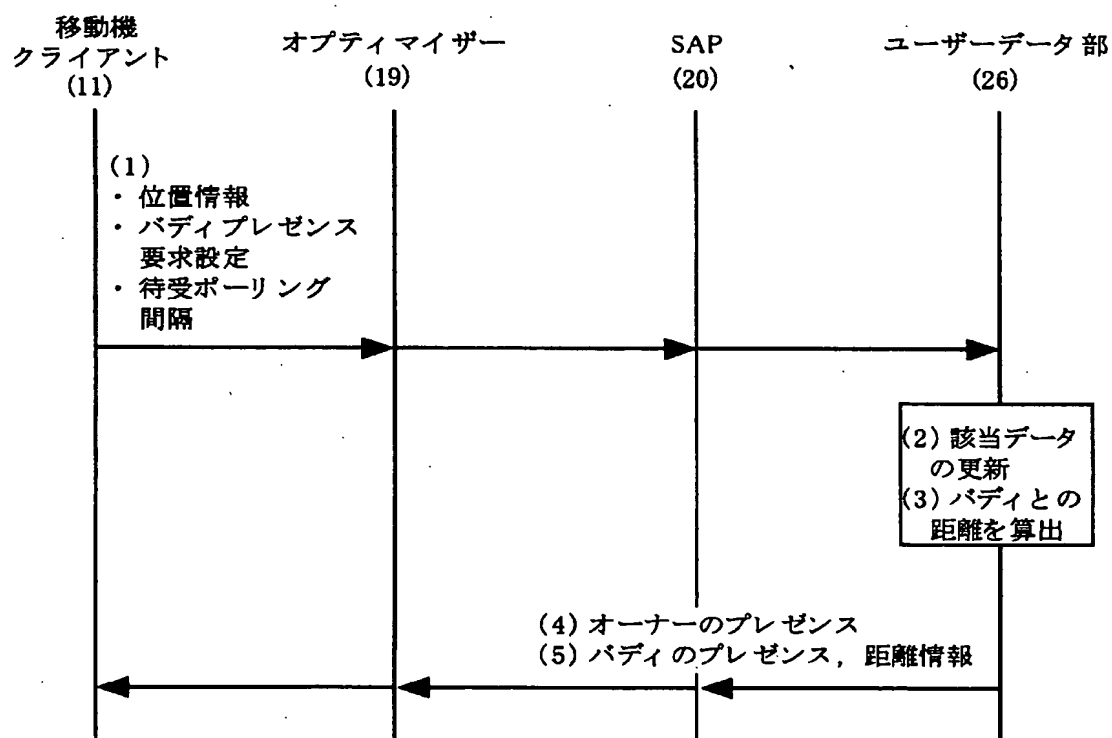 移動機
クライアント
(11)
オプティマイザー
(19)
SAP
(20)
ユーザーデータ部
(26)
(1)
・ 位置情報
・ バディプレゼンス
要求設定
・ 待受ポーリング
間隔
(2) 該当データ
の更新
(3) バディとの
距離を算出
(4) オーナーのプレゼンス
(5) バディのプレゼンス, 距離情報